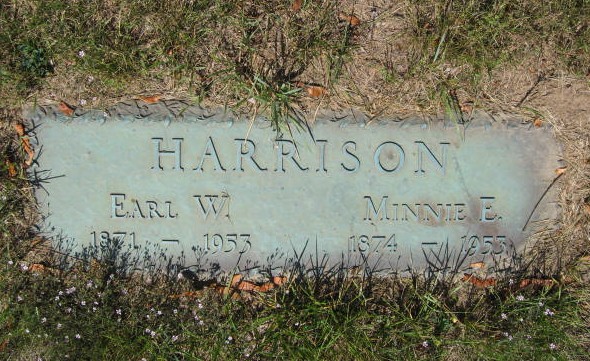 HARRISON
EARL W. MINNIE E.
1871 – 1953 1874 – 1953